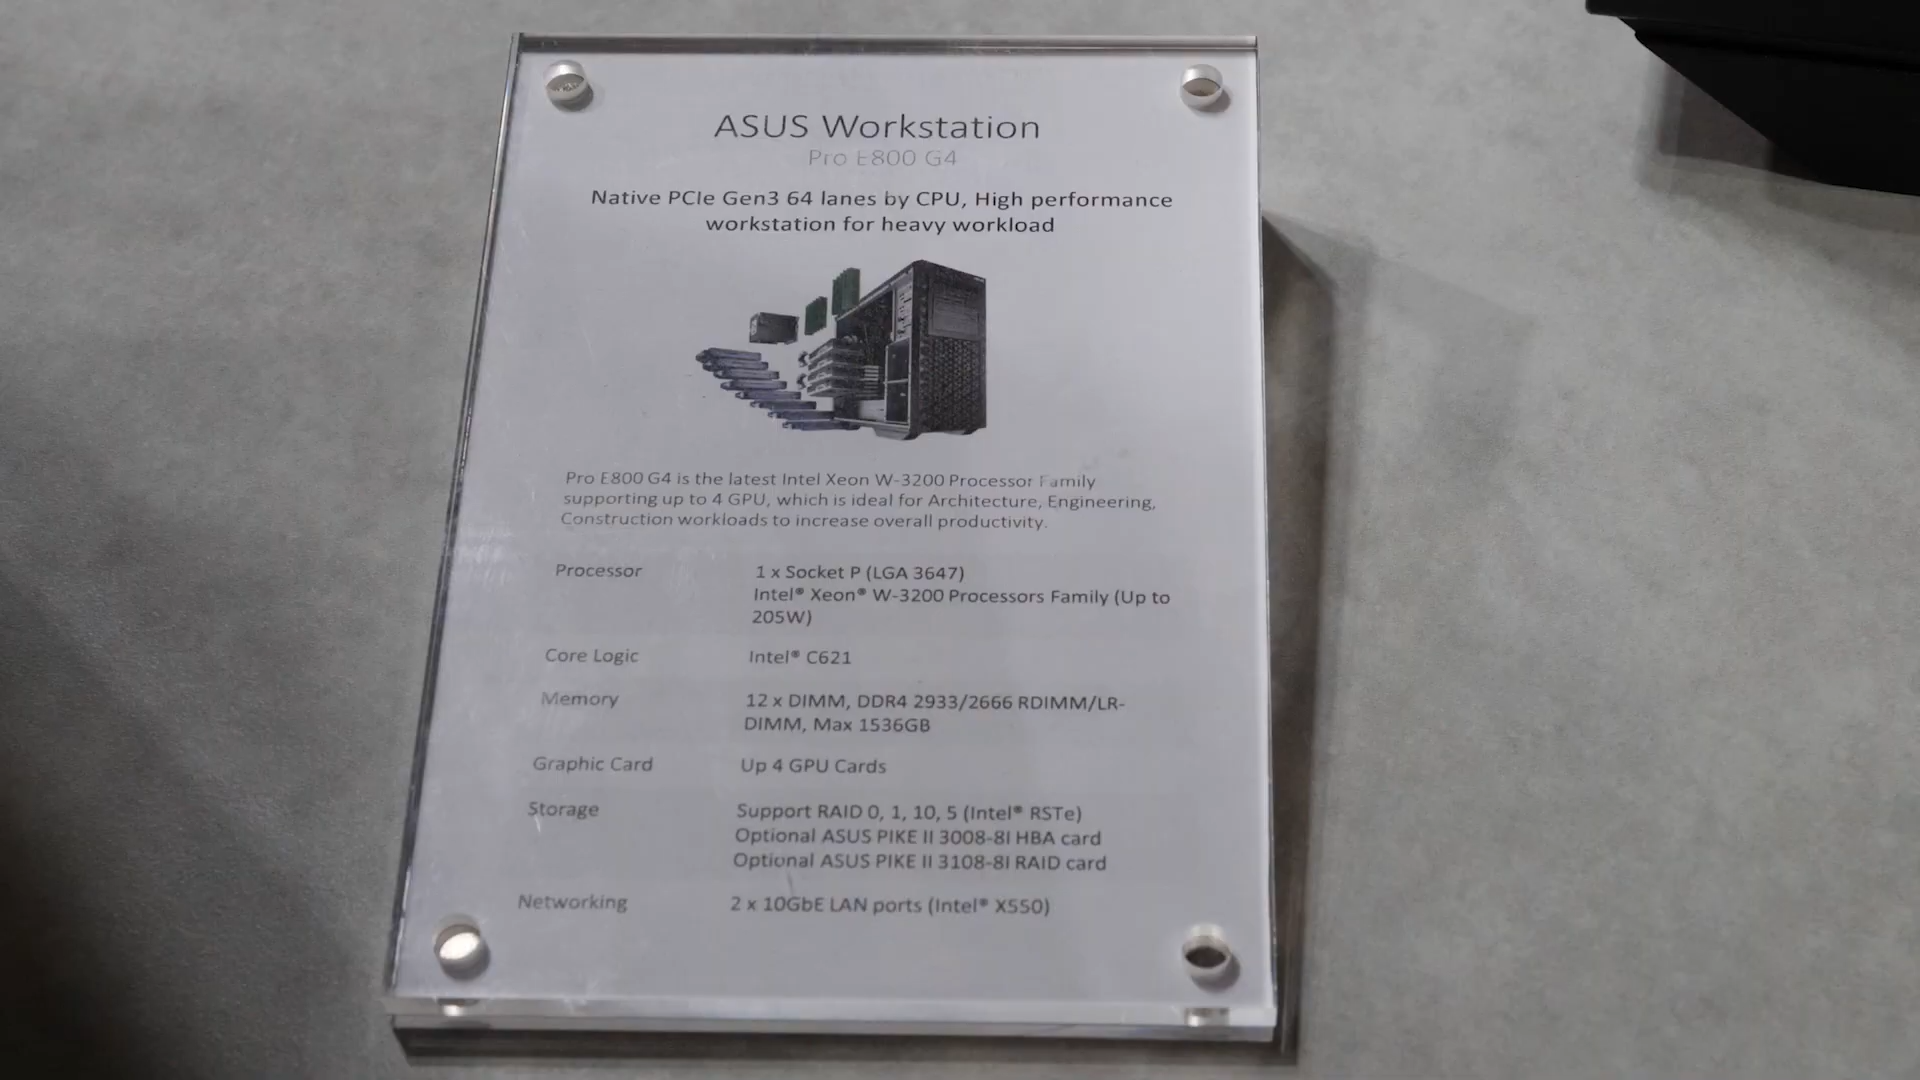 ASUS Workstation
Pro E800 G4
Native PCIe Gen3 64 lanes by CPU, High performance
workstation for heavy workload
Pro E800 G4 is the latest Intel Xeon W-3200 Processor Family
supporting up to 4 GPU, which is ideal for Architecture, Engineering,
Construction workloads to increase overall productivity.
Processor
1 x Socket P (LGA 3647)
Intel® Xeon® W-3200 Processors Family (Up to
205W)
Core Logic
Intel® C621
Memory
12 x DIMM, DDR4 2933/2666 RDIMM/LR-
DIMM, Max 1536GB
Graphic Card
Up 4 GPU Cards
Storage
Support RAID 0, 1, 10, 5 (Intel® RSTe)
Optional ASUS PIKE II 3008-8I HBA card
Optional ASUS PIKE II 3108-8I RAID card
Networking
2 x 10GbE LAN ports (Intel® X550)